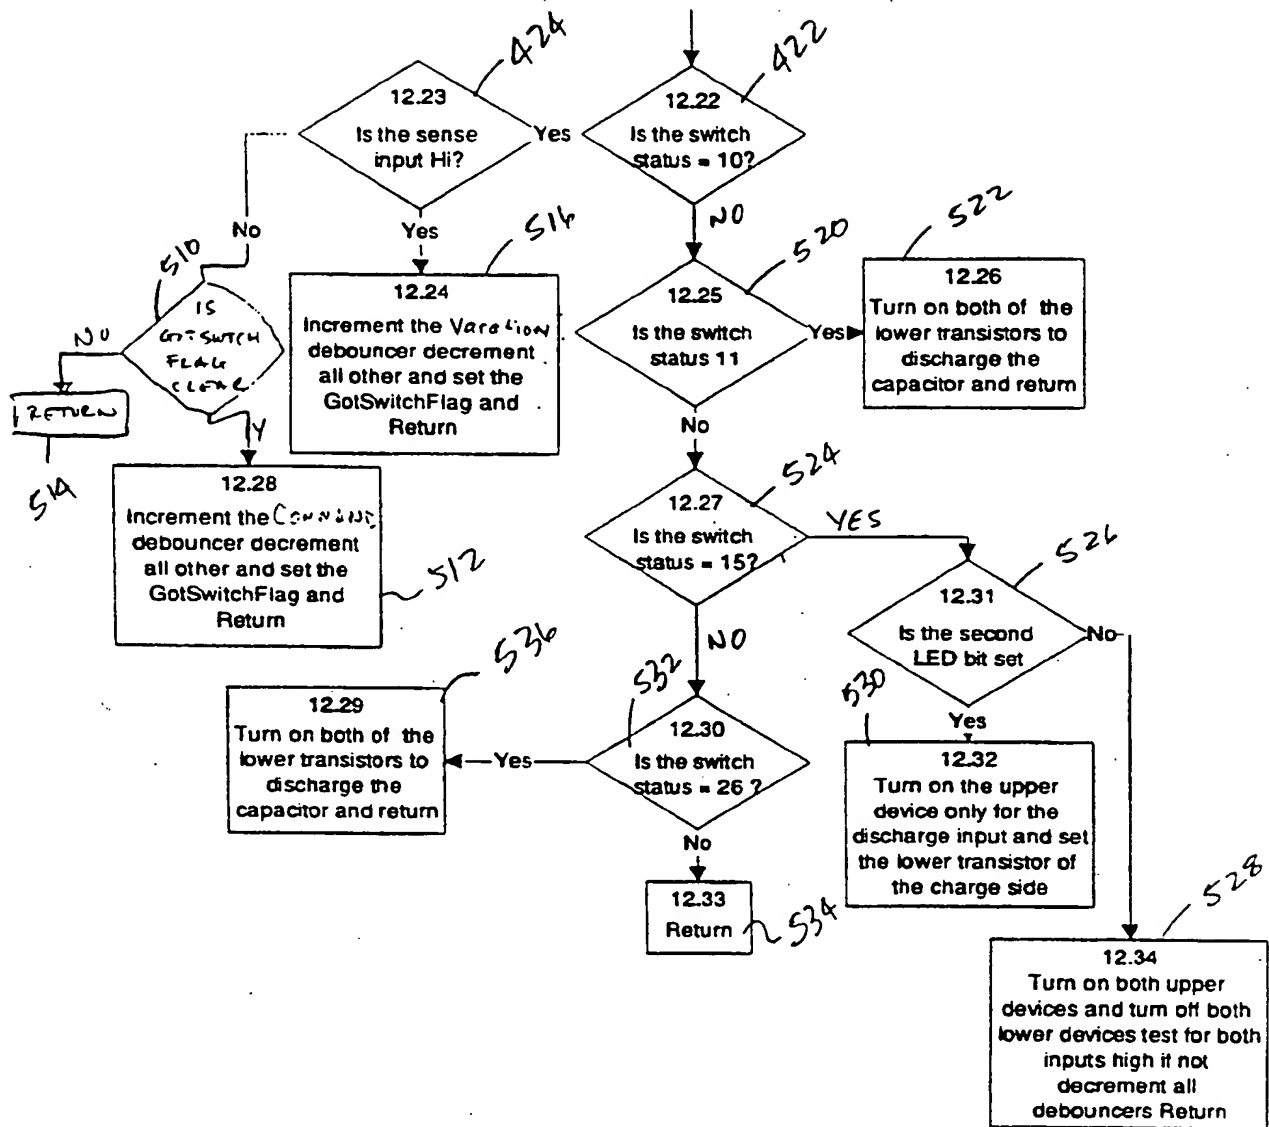 424
422
12.23
Is the sense
input Hi?
Yes
12.22
Is the switch
status = 10?
No
Yes
NO
510
516
520
522
IS
FLAG
CLEAR
NO
RETURN
Y
514
12.24
Increment the
debouncer decrement
all other and set the
GotSwitchFlag and
Return
12.25
Is the switch
status 11
Yes
12.26
Turn on both of the
lower transistors to
discharge the
capacitor and return
No
12.28
Increment the
debouncer decrement
all other and set the
GotSwitchFlag and
Return
512
524
12.27
Is the switch
status = 15?
YES
526
12.31
Is the second
LED bit set
No
NO
536
532
530
12.29
Turn on both of the
lower transistors to
discharge the
capacitor and return
Yes
12.30
Is the switch
status = 26 ?
Yes
12.32
Turn on the upper
device only for the
discharge input and set
the lower transistor of
the charge side
No
12.33
Return
534
528
12.34
Turn on both upper
devices and turn off both
lower devices test for both
inputs high if not
decrement all
debouncers Return